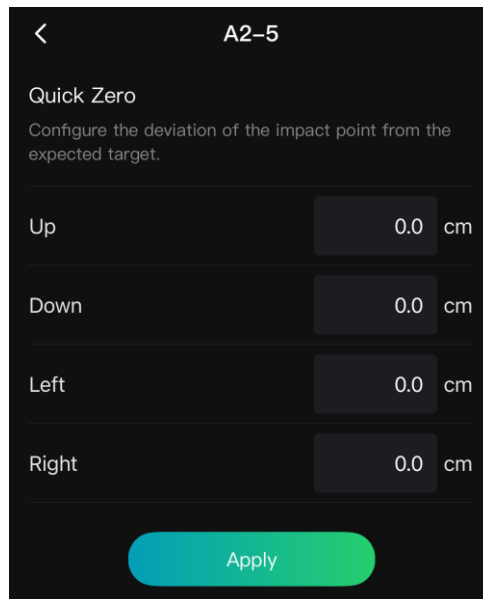 A2-5
Quick Zero
Configure the deviation of the impact point from the
expected target.
Up 0.0 cm
Down 0.0 cm
Left 0.0 cm
Right 0.0 cm
Apply